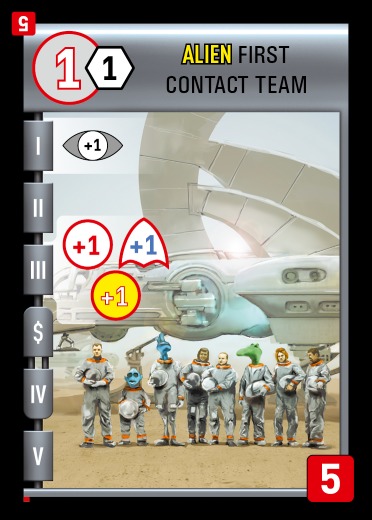 5
1
1
ALIEN FIRST
CONTACT TEAM
I
+1
II
III
+1
+1
+1
$
IV
V
5